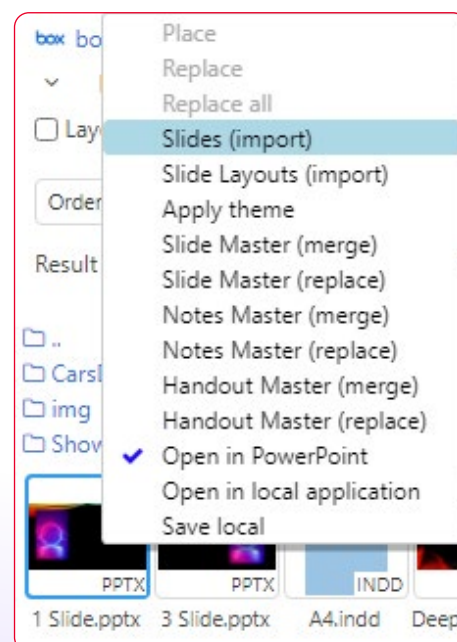 box bo
Place
Replace
Replace all
Lay
Slides (import)
Slide Layouts (import)
Order
Apply theme
Slide Master (merge)
Result
Slide Master (replace)
Notes Master (merge)
..
Notes Master (replace)
Cars
Handout Master (merge)
img
Handout Master (replace)
Show
Open in PowerPoint
Open in local application
Save local
PPTX
PPTX
INDD
1 Slide.pptx 3 Slide.pptx A4.indd Deep